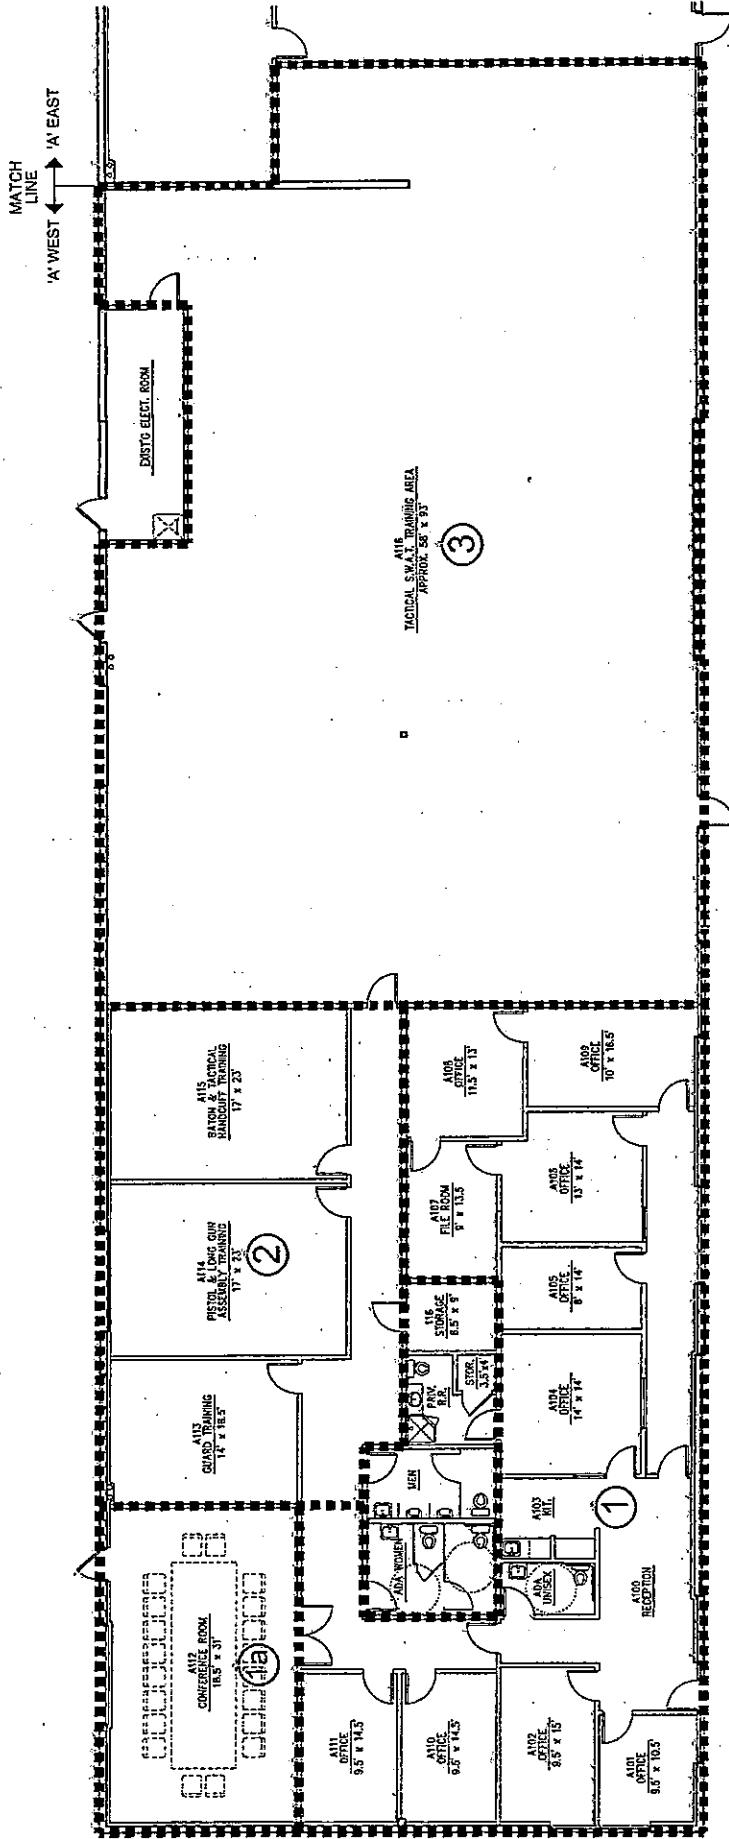 MATCH
LINE
'A' WEST
'A' EAST
EXIST'G ELECT. ROOM
A116
TACTICAL S.W.A.T. TRAINING AREA
APPROX. 56' x 93'
3
A115
BATON & TACTICAL
HANDCUFF TRAINING
17' x 23'
A114
PISTOL & LONG GUN
ASSEMBLY TRAINING
17' x 23'
2
A113
GUARD TRAINING
14' x 18.5'
A112
CONFERENCE ROOM
18.5' x 31'
1a
A111
OFFICE
9.5' x 14.5'
A110
OFFICE
9.5' x 14.5'
A102
OFFICE
9.5' x 15'
A101
OFFICE
9.5' x 10.5'
A100
RECEPTION
1
ADA
UNISEX
A103
KIT.
ADA WOMEN
MEN
PRIV.
R.R.
STOR.
3.5'x4'
116
STORAGE
6.5' x 9'
A107
FILE ROOM
9' x 13.5
OFFICE
11.5' x 13'
A109
OFFICE
10' x 16.5'
OFFICE
13' x 14'
A105
OFFICE
8' x 14'
A104
OFFICE
14' x 14'